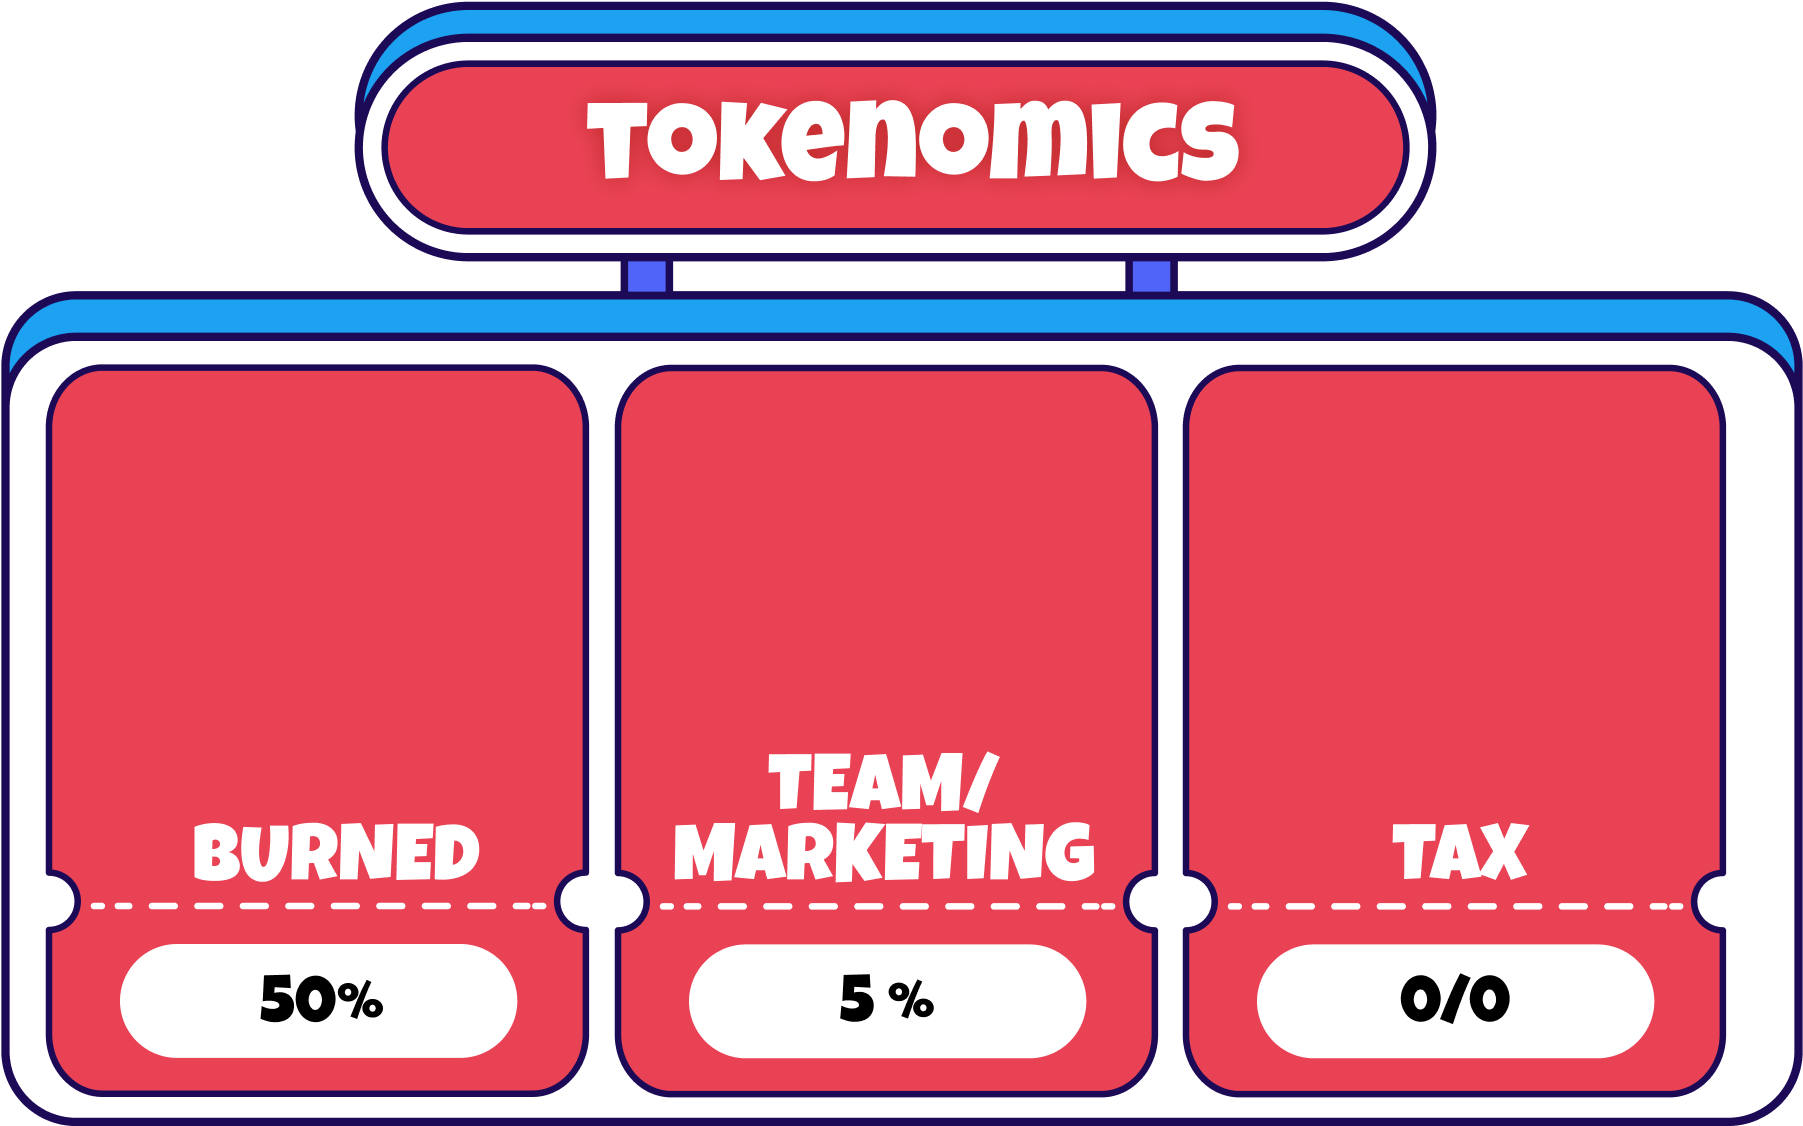 TOKENOMICS
BURNED
50%
TEAM/
MARKETING
5 %
TAX
0/0